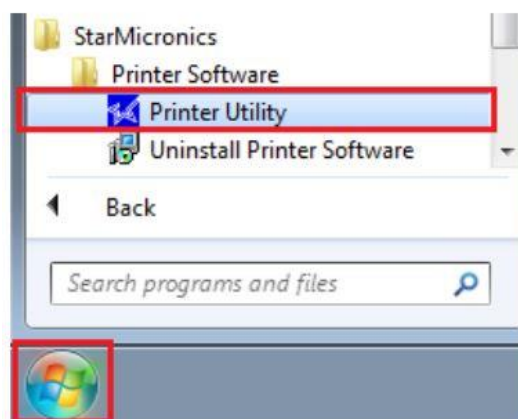 StarMicronics
Printer Software
Printer Utility
Uninstall Printer Software
Back
Search programs and files